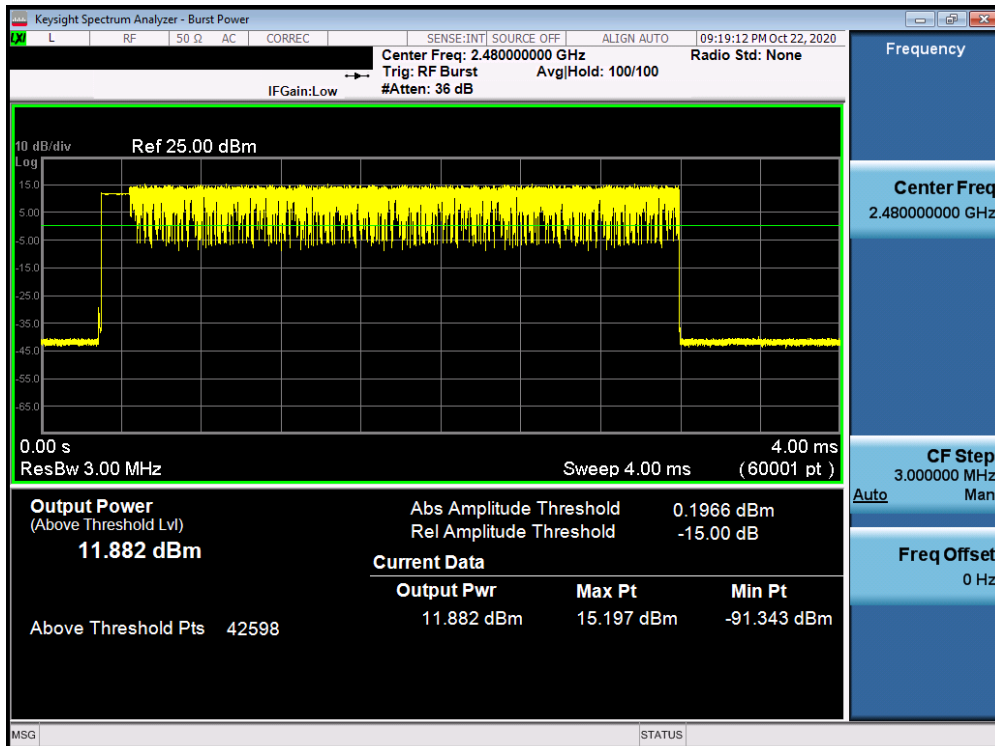 Keysight Spectrum Analyzer - Burst Power
LXI L RF 50 Ω AC CORREC SENSE:INT SOURCE OFF ALIGN AUTO 09:19:12 PM Oct 22, 2020
Center Freq: 2.480000000 GHz Radio Std: None
Trig: RF Burst Avg|Hold: 100/100
IFGain:Low #Atten: 36 dB
10 dB/div Ref 25.00 dBm
Log
15.0
5.00
-5.00
-15.0
-25.0
-35.0
-45.0
-55.0
-65.0
0.00 s 4.00 ms
ResBw 3.00 MHz Sweep 4.00 ms (60001 pt)
Output Power
(Above Threshold Lvl)
11.882 dBm
Above Threshold Pts 42598
Abs Amplitude Threshold 0.1966 dBm
Rel Amplitude Threshold -15.00 dB
Current Data
Output Pwr Max Pt Min Pt
11.882 dBm 15.197 dBm -91.343 dBm
Frequency
Center Freq
2.480000000 GHz
CF Step
3.000000 MHz
Auto Man
Freq Offset
0 Hz
MSG STATUS